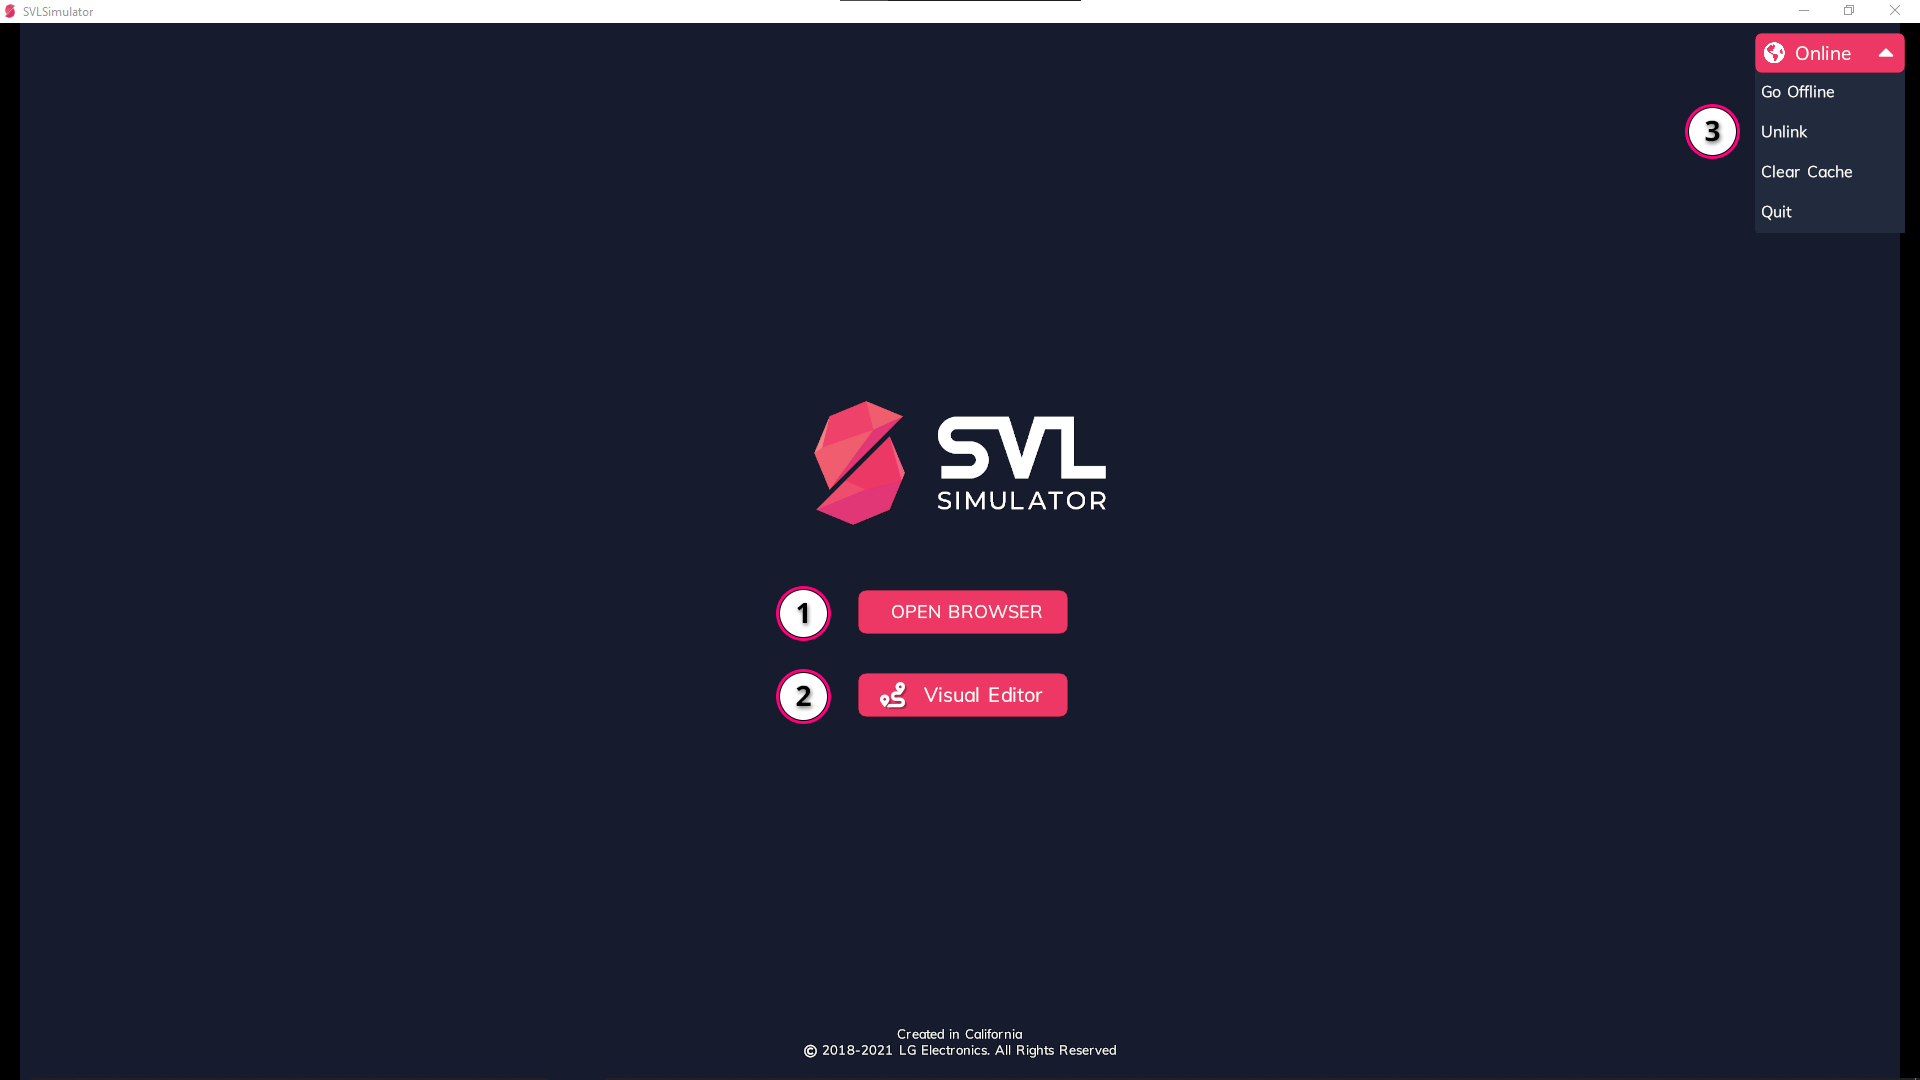 SVLSimulator
Online
Go Offline
3
Unlink
Clear Cache
Quit
SVL
SIMULATOR
1
OPEN BROWSER
2
Visual Editor
Created in California
© 2018-2021 LG Electronics. All Rights Reserved